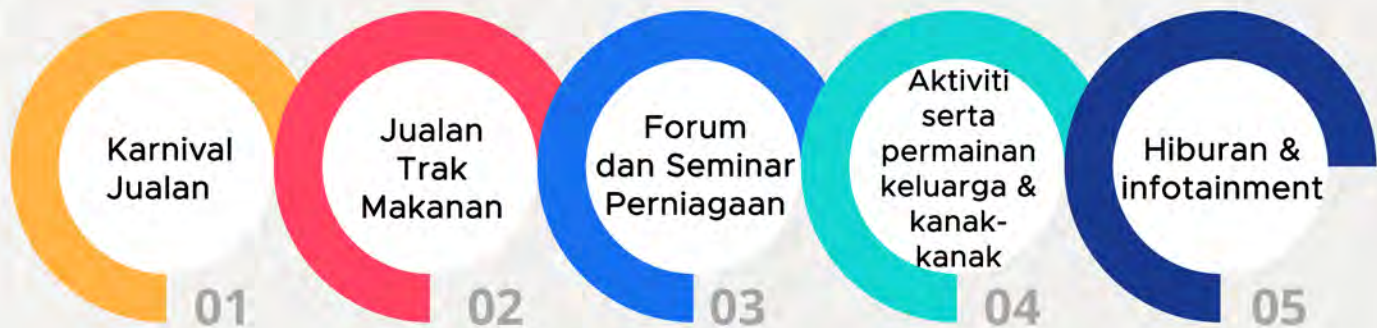 Karnival
Jualan
01
Jualan
Trak
Makanan
02
Forum
dan Seminar
Perniagaan
03
Aktiviti
serta
permainan
keluarga &
kanak-
kanak
04
Hiburan &
infotainment
05